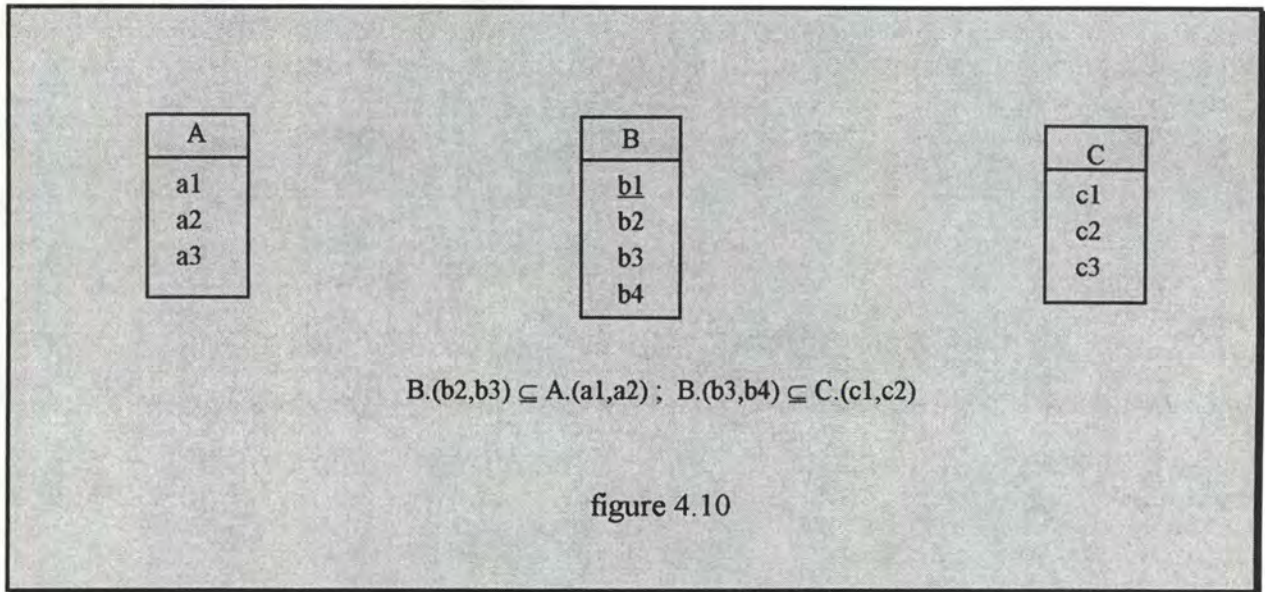 A
a1
a2
a3
B
b1
b2
b3
b4
C
c1
c2
c3
B.(b2,b3) ⊆ A.(a1,a2) ; B.(b3,b4) ⊆ C.(c1,c2)
figure 4.10